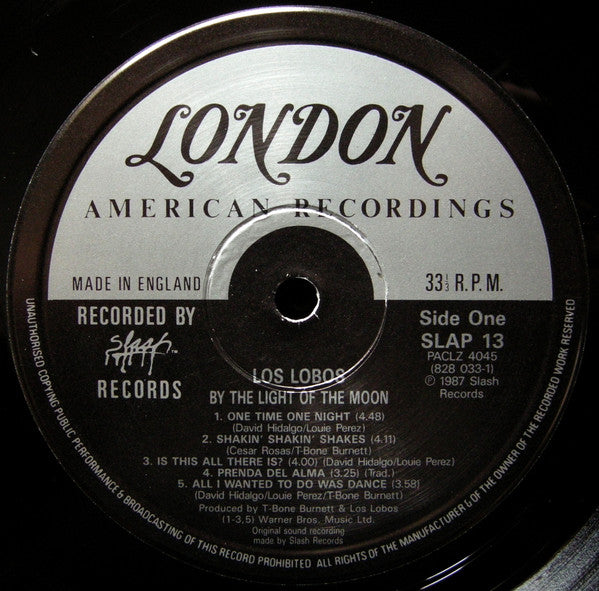 LONDON
AMERICAN RECORDINGS
MADE IN ENGLAND
33⅓ R.P.M.
RECORDED BY
slash™
RECORDS
Side One
SLAP 13
PACLZ 4045
(828 033-1)
℗ 1987 Slash
Records
LOS LOBOS
BY THE LIGHT OF THE MOON
1. ONE TIME ONE NIGHT (4.48)
(David Hidalgo/Louie Perez)
2. SHAKIN' SHAKIN' SHAKES (4.11)
(Cesar Rosas/T-Bone Burnett)
3. IS THIS ALL THERE IS? (4.00) (David Hidalgo/Louie Perez)
4. PRENDA DEL ALMA (3.25) (Trad.)
5. ALL I WANTED TO DO WAS DANCE (3.58)
(David Hidalgo/Louie Perez/T-Bone Burnett)
Produced by T-Bone Burnett & Los Lobos
(1-3,5) Warner Bros. Music Ltd.
Original sound recording
made by Slash Records
UNAUTHORISED COPYING PUBLIC PERFORMANCE & BROADCASTING OF THIS RECORD PROHIBITED ALL RIGHTS OF THE MANUFACTURER & OF THE OWNER OF THE RECORDED WORK RESERVED